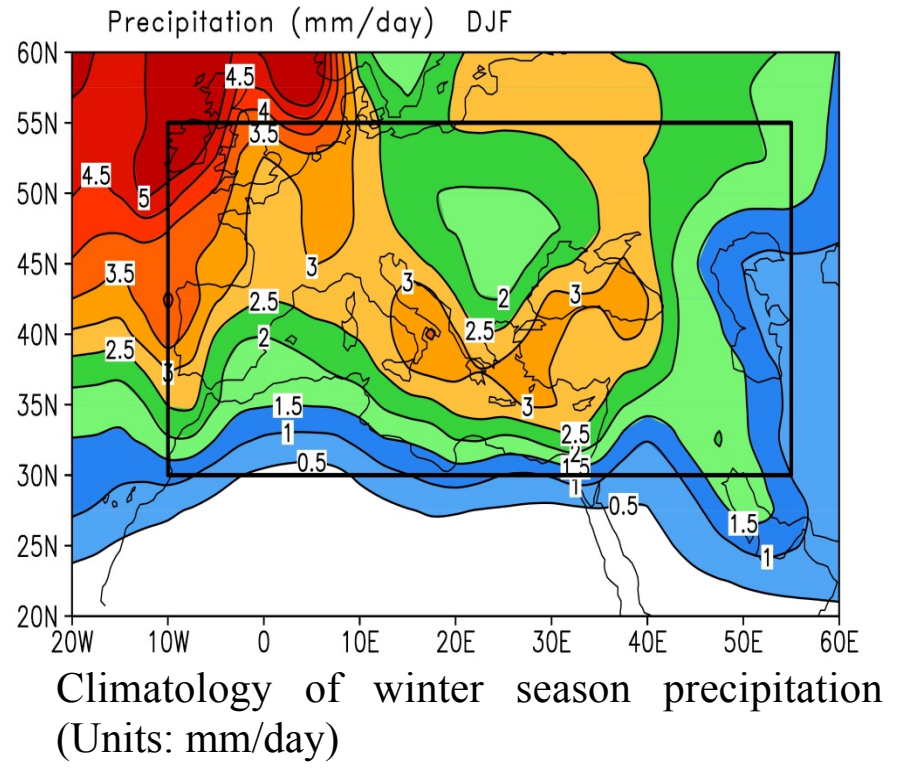 Precipitation (mm/day) DJF
60N
4.5
4
55N
3.5
4.5
50N
5
45N
3.5
3
3
3
2.5
2
40N
2
2.5
2.5
3
35N
1.5
3
1
2.5
2
0.5
1.5
30N
1
0.5
25N
1.5
1
20N
20W 10W 0 10E 20E 30E 40E 50E 60E
Climatology of winter season precipitation
(Units: mm/day)